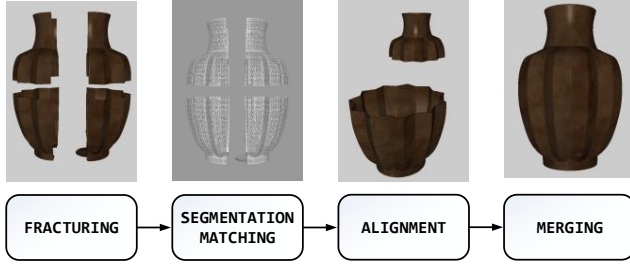 FRACTURING
SEGMENTATION
MATCHING
ALIGNMENT
MERGING